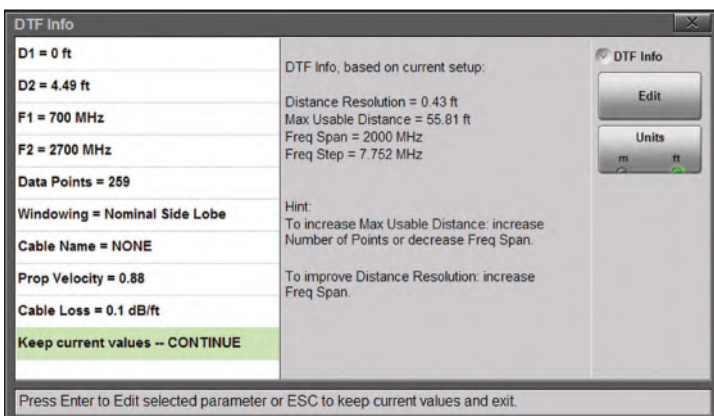 DTF Info
D1 = 0 ft
D2 = 4.49 ft
F1 = 700 MHz
F2 = 2700 MHz
Data Points = 259
Windowing = Nominal Side Lobe
Cable Name = NONE
Prop Velocity = 0.88
Cable Loss = 0.1 dB/ft
Keep current values -- CONTINUE
DTF Info, based on current setup:
Distance Resolution = 0.43 ft
Max Usable Distance = 55.81 ft
Freq Span = 2000 MHz
Freq Step = 7.752 MHz
Hint:
To increase Max Usable Distance: increase
Number of Points or decrease Freq Span.
To improve Distance Resolution: increase
Freq Span.
DTF Info
Edit
Units
m ft
Press Enter to Edit selected parameter or ESC to keep current values and exit.